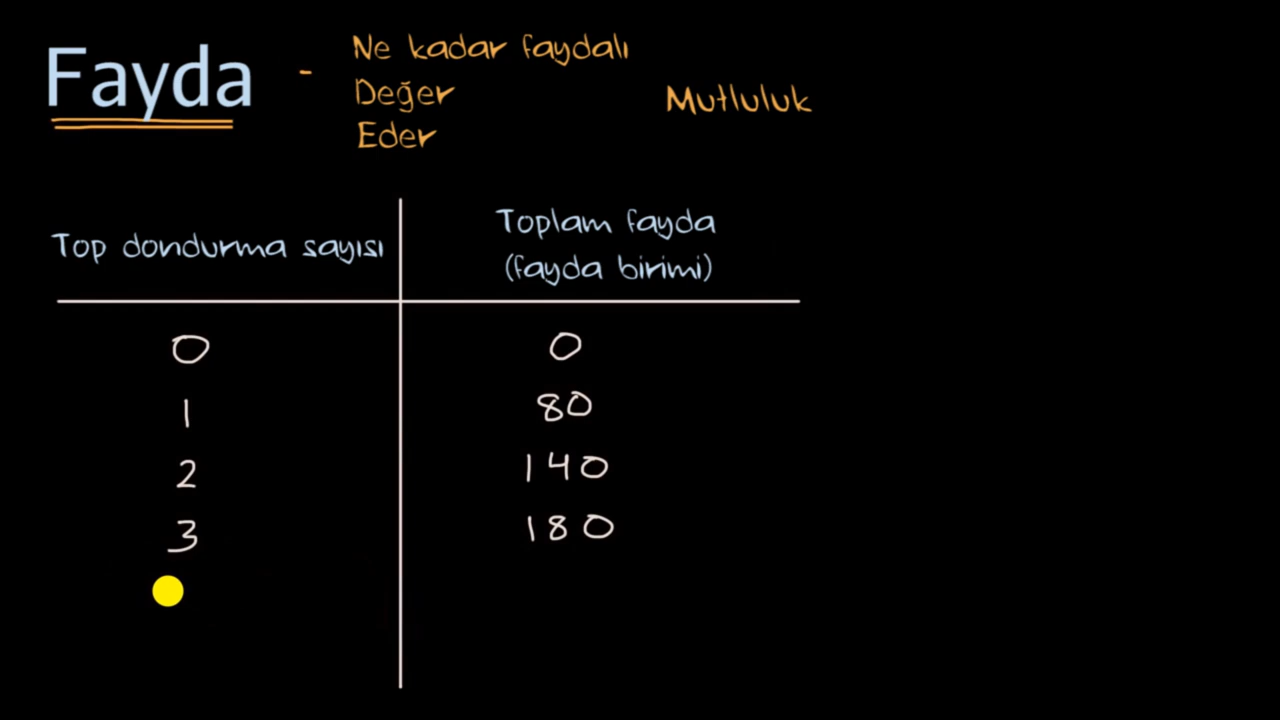 Fayda - Ne kadar faydalı
Değer
Eder
Mutluluk
Top dondurma sayısı
Toplam fayda
(fayda birimi)
0 0
1 80
2 140
3 180